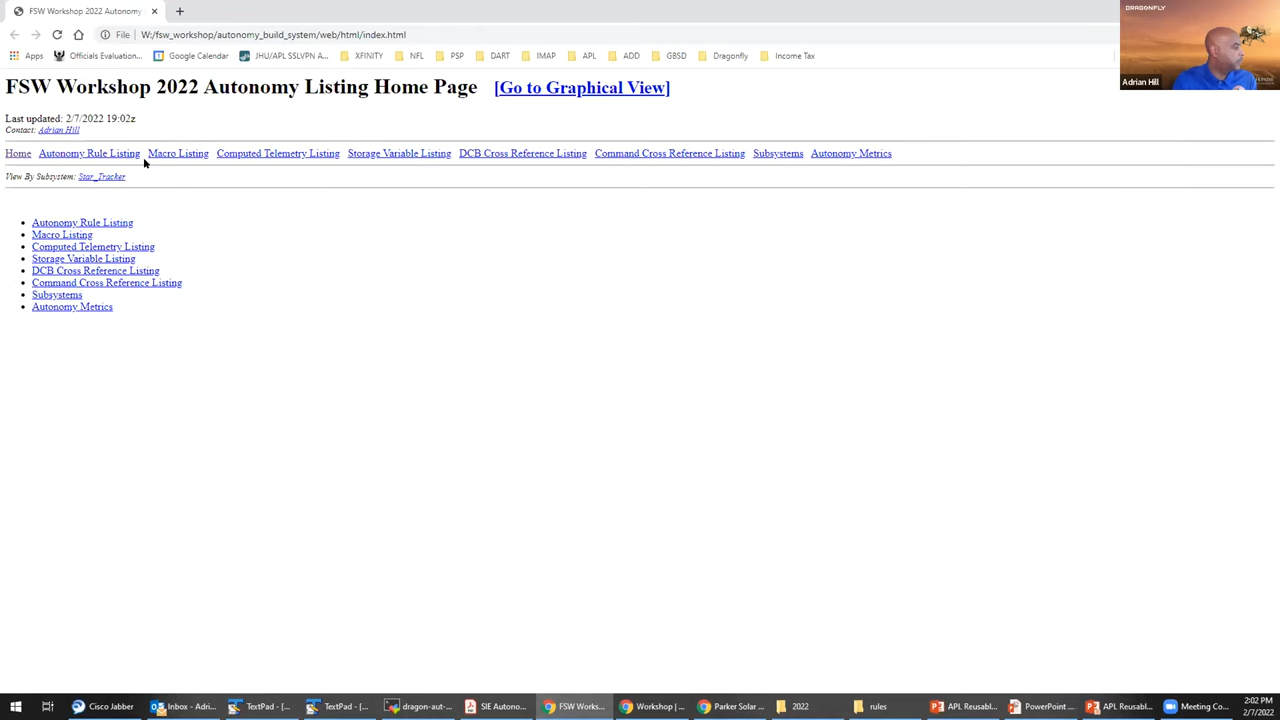 FSW Workshop 2022 Autonomy
W:/fsw_workshop/autonomy_build_system/web/html/index.html
File
Apps Officials Evaluation... Google Calendar JHU/APL SSLVPN A... XFINITY NFL PSP DART IMAP APL ADD Dragonfly GBSD Income Tax
DRAGONFLY
Adrian Hill
FSW Workshop 2022 Autonomy Listing Home Page [Go to Graphical View]
Last updated: 2/7/2022 19:02z
Contact: Adrian Hill
Home Autonomy Rule Listing Macro Listing Computed Telemetry Listing Storage Variable Listing DCB Cross Reference Listing Command Cross Reference Listing Subsystems Autonomy Metrics
View By Subsystem: Star_Tracker
Autonomy Rule Listing
Macro Listing
Computed Telemetry Listing
Storage Variable Listing
DCB Cross Reference Listing
Command Cross Reference Listing
Subsystems
Autonomy Metrics
Cisco Jabber Inbox - Adri... TextPad - [... TextPad - [... dragon-aut-... SIE Autono... FSW Works... Workshop | ... Parker Solar ... 2022 rules APL Reusabl... PowerPoint ... APL Reusabl... Meeting Co...
2:02 PM
2/7/2022